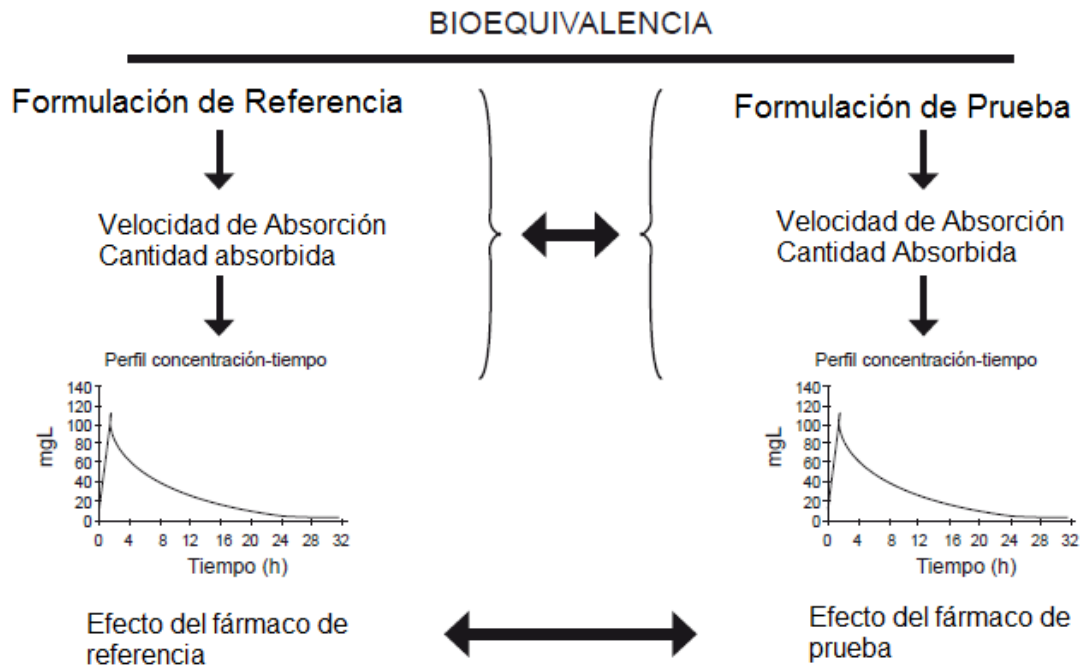 BIOEQUIVALENCIA
Formulación de Referencia
Velocidad de Absorción
Cantidad absorbida
Perfil concentración-tiempo
140
120
100
80
60
40
20
0
mgL
0 4 8 12 16 20 24 28 32
Tiempo (h)
Efecto del fármaco de
referencia
Formulación de Prueba
Velocidad de Absorción
Cantidad Absorbida
Perfil concentración-tiempo
140
120
100
80
60
40
20
0
mgL
0 4 8 12 16 20 24 28 32
Tiempo (h)
Efecto del fármaco de
prueba